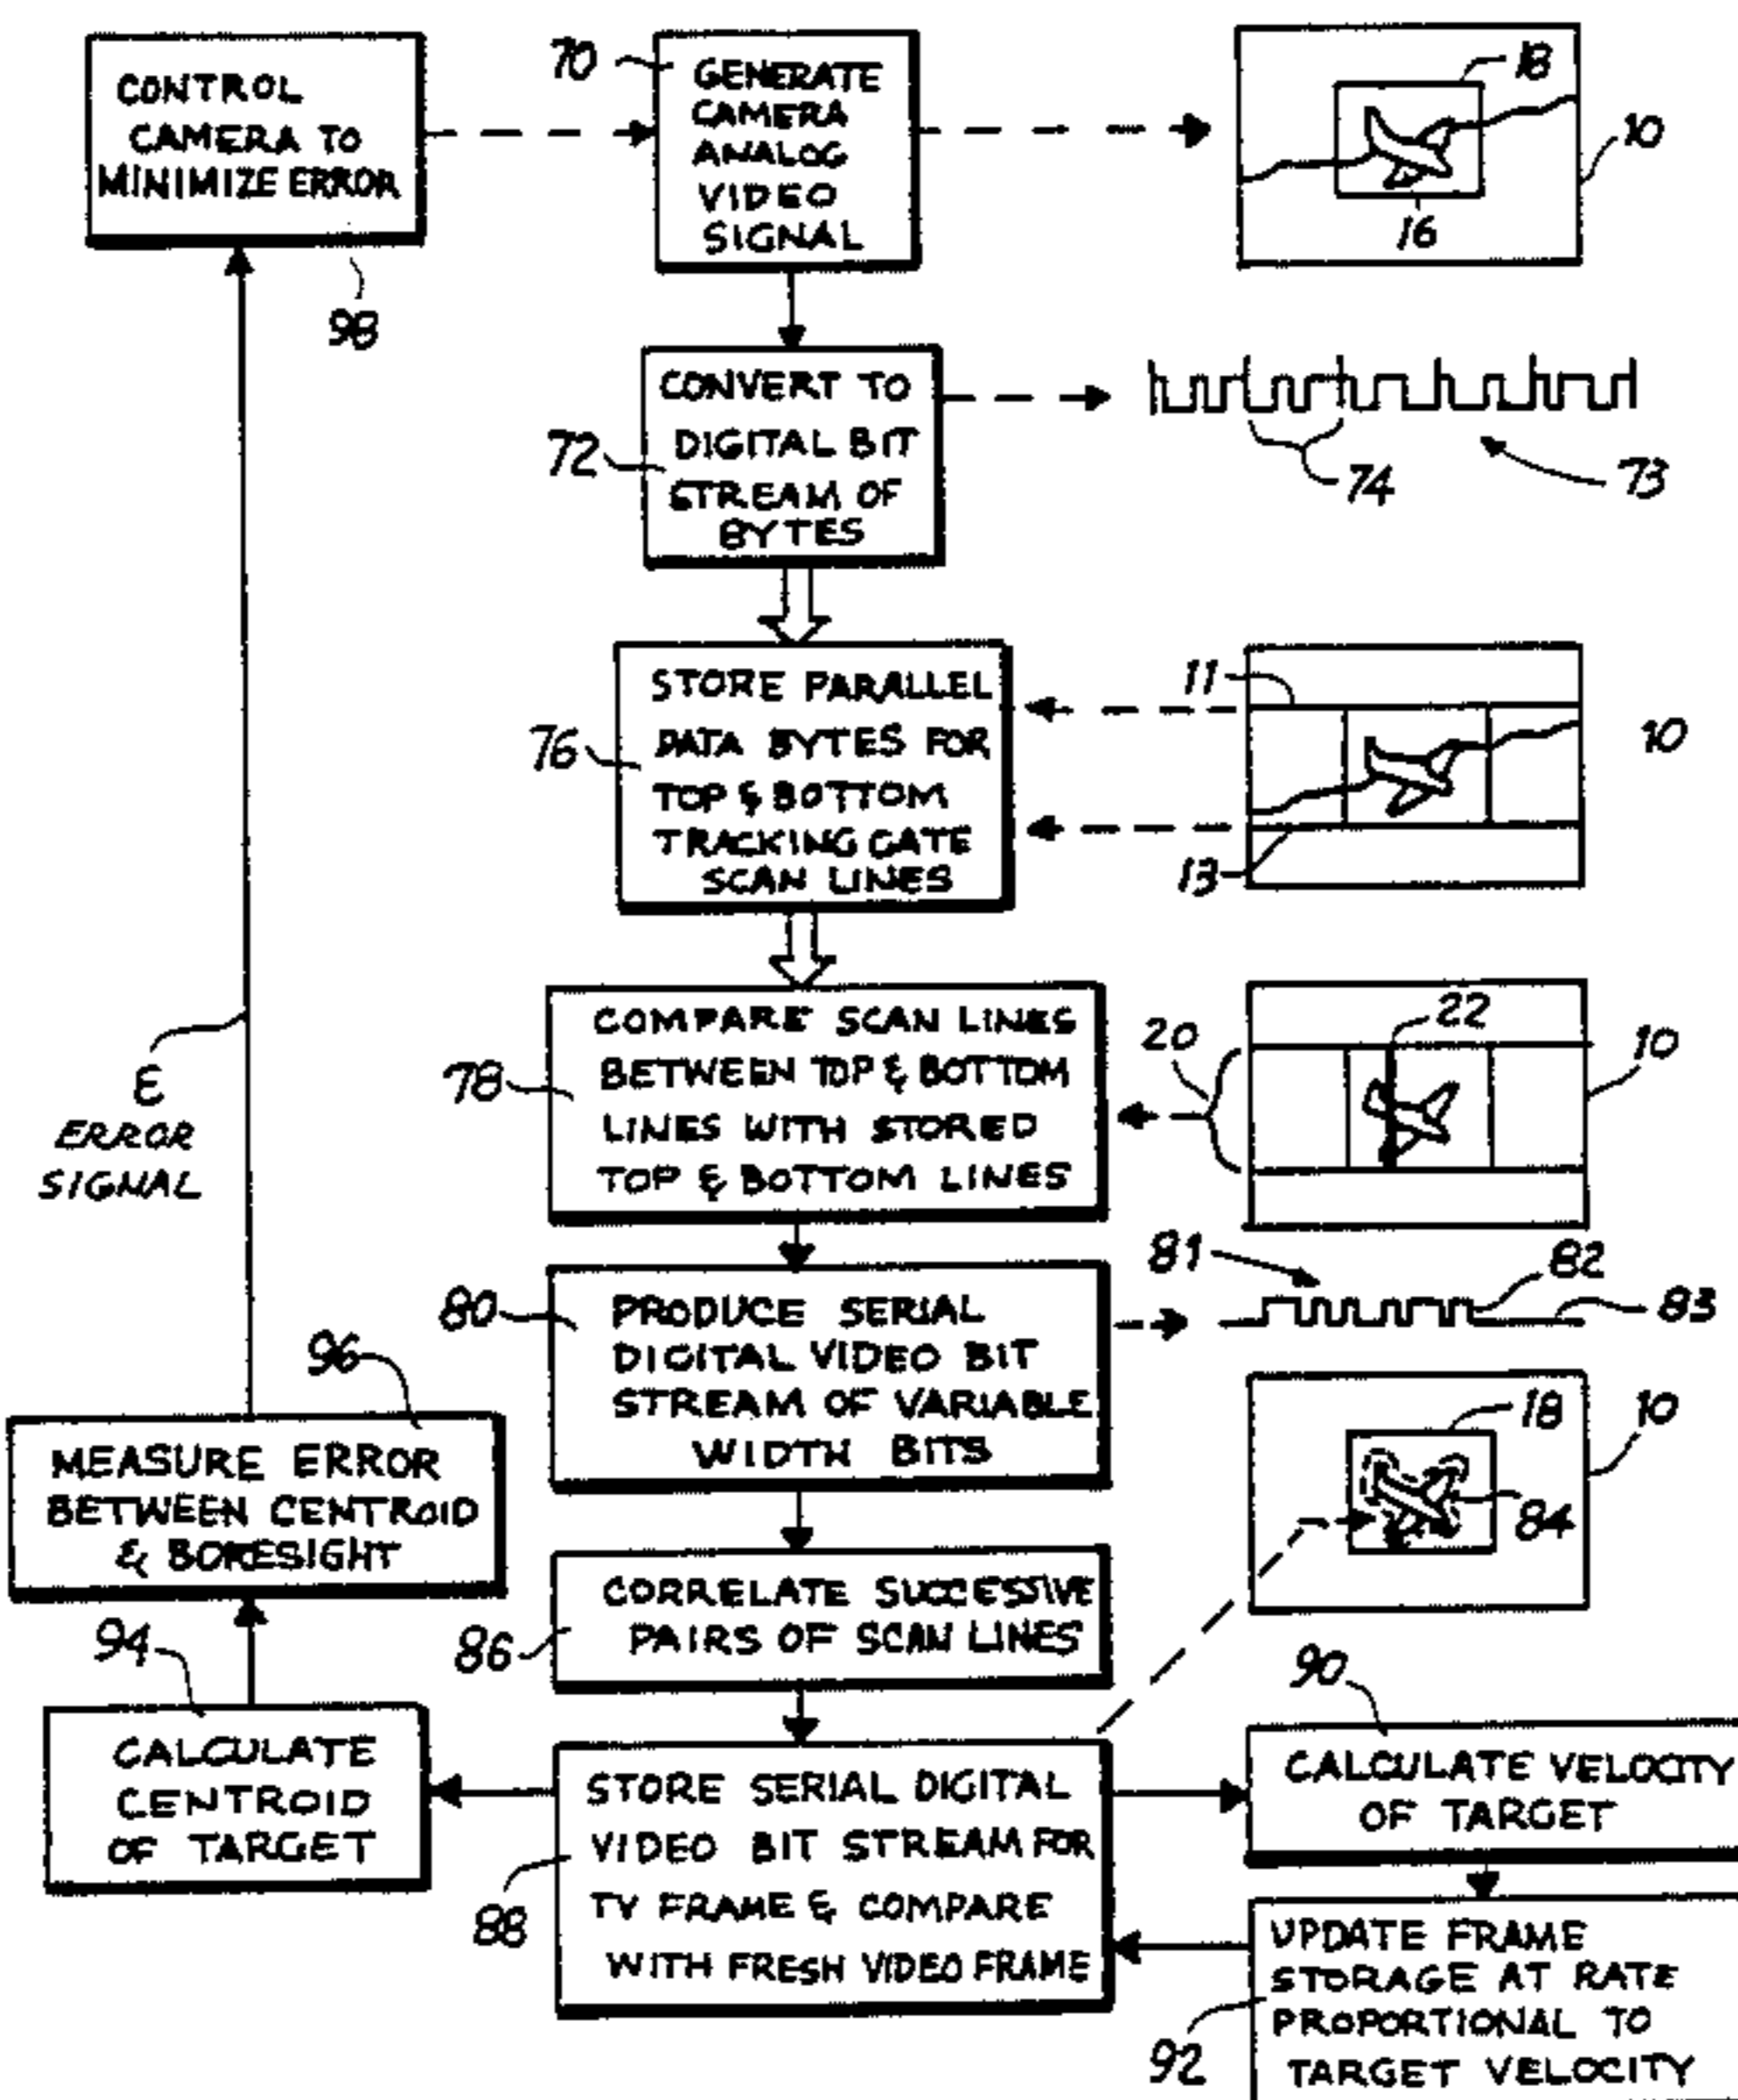 CONTROL
CAMERA TO
MINIMIZE ERROR
98
70
GENERATE
CAMERA
ANALOG
VIDEO
SIGNAL
18
10
16
72
CONVERT TO
DIGITAL BIT
STREAM OF
BYTES
74
73
76
STORE PARALLEL
DATA BYTES FOR
TOP & BOTTOM
TRACKING GATE
SCAN LINES
11
10
13
78
COMPARE SCAN LINES
BETWEEN TOP & BOTTOM
LINES WITH STORED
TOP & BOTTOM LINES
20
22
10
Ɛ
ERROR
SIGNAL
80
PRODUCE SERIAL
DIGITAL VIDEO BIT
STREAM OF VARIABLE
WIDTH BITS
81
82
83
18
10
84
96
MEASURE ERROR
BETWEEN CENTROID
& BORESIGHT
86
CORRELATE SUCCESSIVE
PAIRS OF SCAN LINES
94
CALCULATE
CENTROID
OF TARGET
88
STORE SERIAL DIGITAL
VIDEO BIT STREAM FOR
TV FRAME & COMPARE
WITH FRESH VIDEO FRAME
90
CALCULATE VELOCITY
OF TARGET
92
UPDATE FRAME
STORAGE AT RATE
PROPORTIONAL TO
TARGET VELOCITY